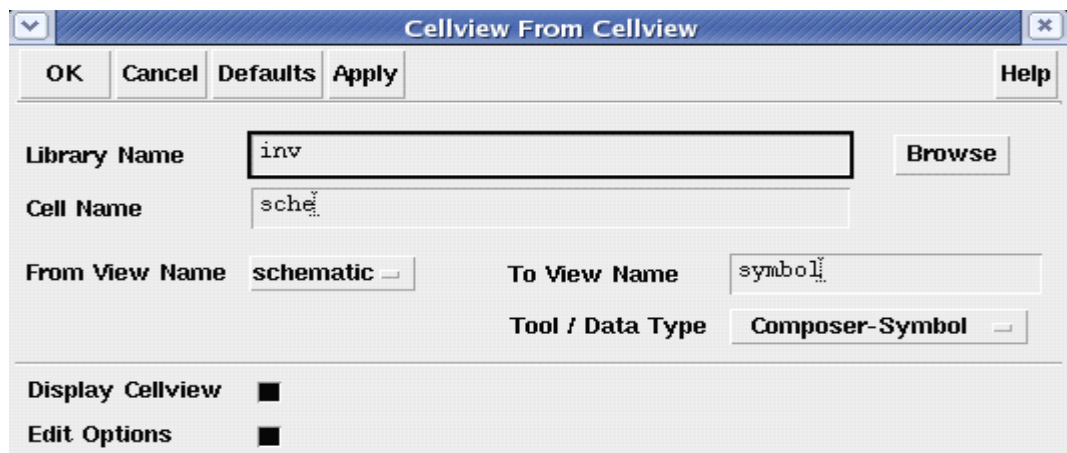 Cellview From Cellview
OK Cancel Defaults Apply Help
Library Name inv Browse
Cell Name sche
From View Name schematic To View Name symbol
Tool / Data Type Composer-Symbol
Display Cellview
Edit Options